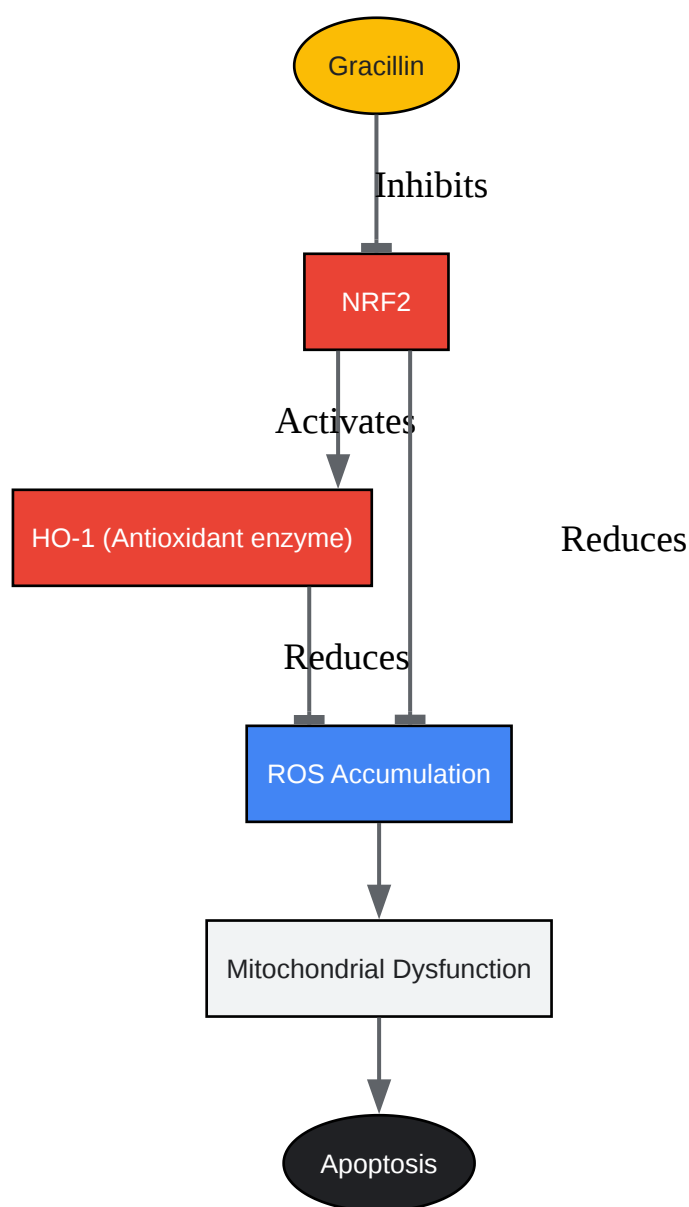 Gracillin
Inhibits
NRF2
Activates
HO-1 (Antioxidant enzyme)
Reduces
Reduces
ROS Accumulation
Mitochondrial Dysfunction
Apoptosis